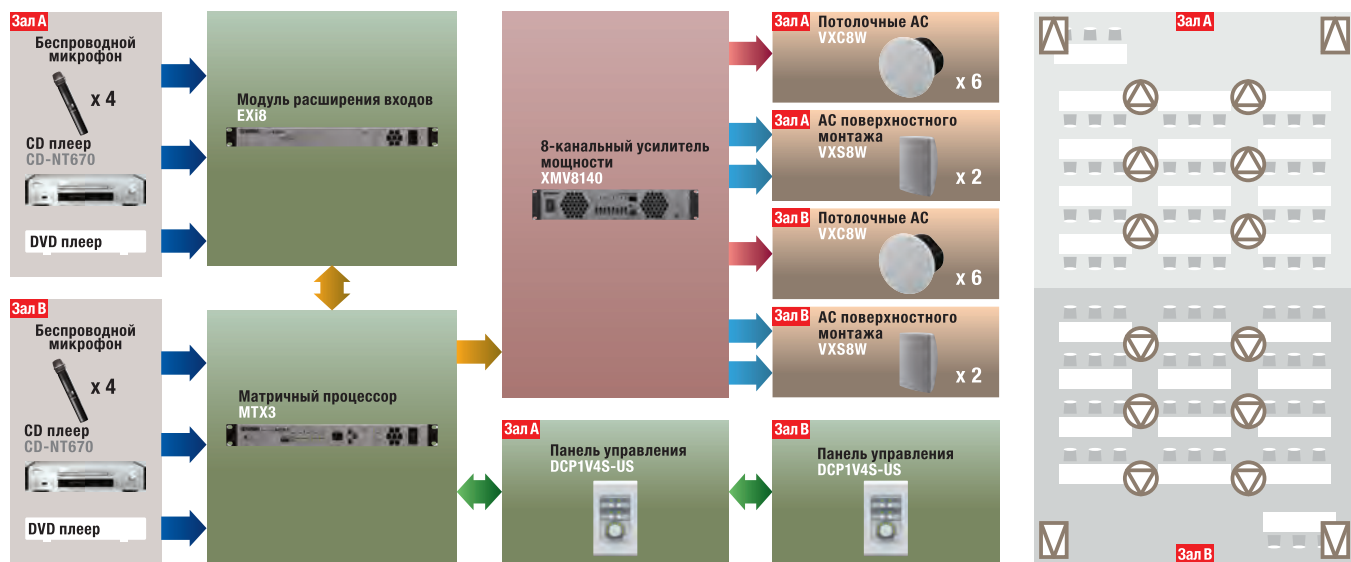 Зал A
Беспроводной
микрофон
x 4
CD плеер
CD-NT670
DVD плеер
Модуль расширения входов
EXi8
Зал B
Беспроводной
микрофон
x 4
CD плеер
CD-NT670
DVD плеер
Матричный процессор
MTX3
8-канальный усилитель
мощности
XMV8140
Зал A
Потолочные АС
VXC8W
x 6
Зал A
АС поверхностного
монтажа
VXS8W
x 2
Зал B
Потолочные АС
VXC8W
x 6
Зал B
АС поверхностного
монтажа
VXS8W
x 2
Зал A
Панель управления
DCP1V4S-US
Зал B
Панель управления
DCP1V4S-US
Зал A
Зал B